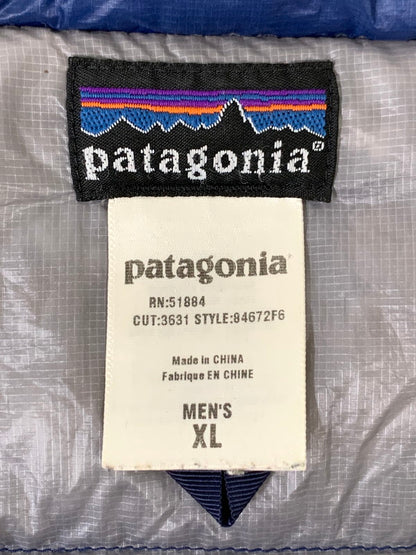 patagonia®
patagonia
RN:51884
CUT:3631 STYLE:84672F6
Made in CHINA
Fabriqué EN CHINE
MEN'S
XL